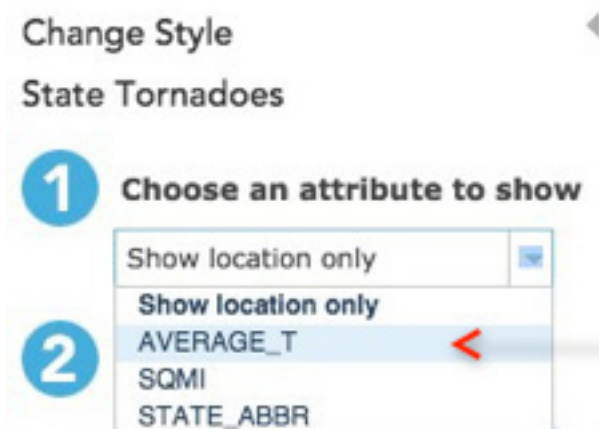 Change Style
State Tornadoes
1 Choose an attribute to show
Show location only
Show location only
2
AVERAGE_T
SQMI
STATE_ABBR